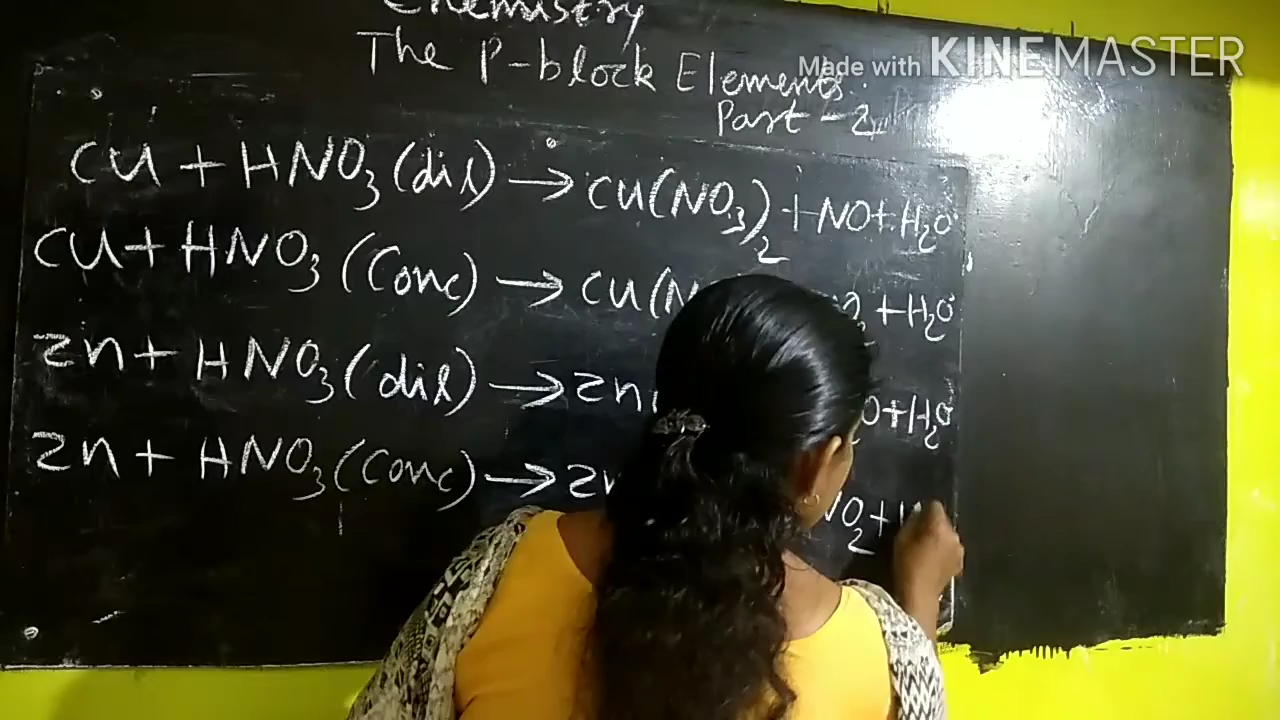 Chemistry
The P-block Elements
Made with KINEMASTER
Part-2
Cu + HNO3 (dil) → Cu(NO3)2 + NO + H2O
Cu + HNO3 (Conc) → Cu(N + H2O
Zn + HNO3 (dil) → Zn O + H2O
Zn + HNO3 (Conc) → Zn NO2 +